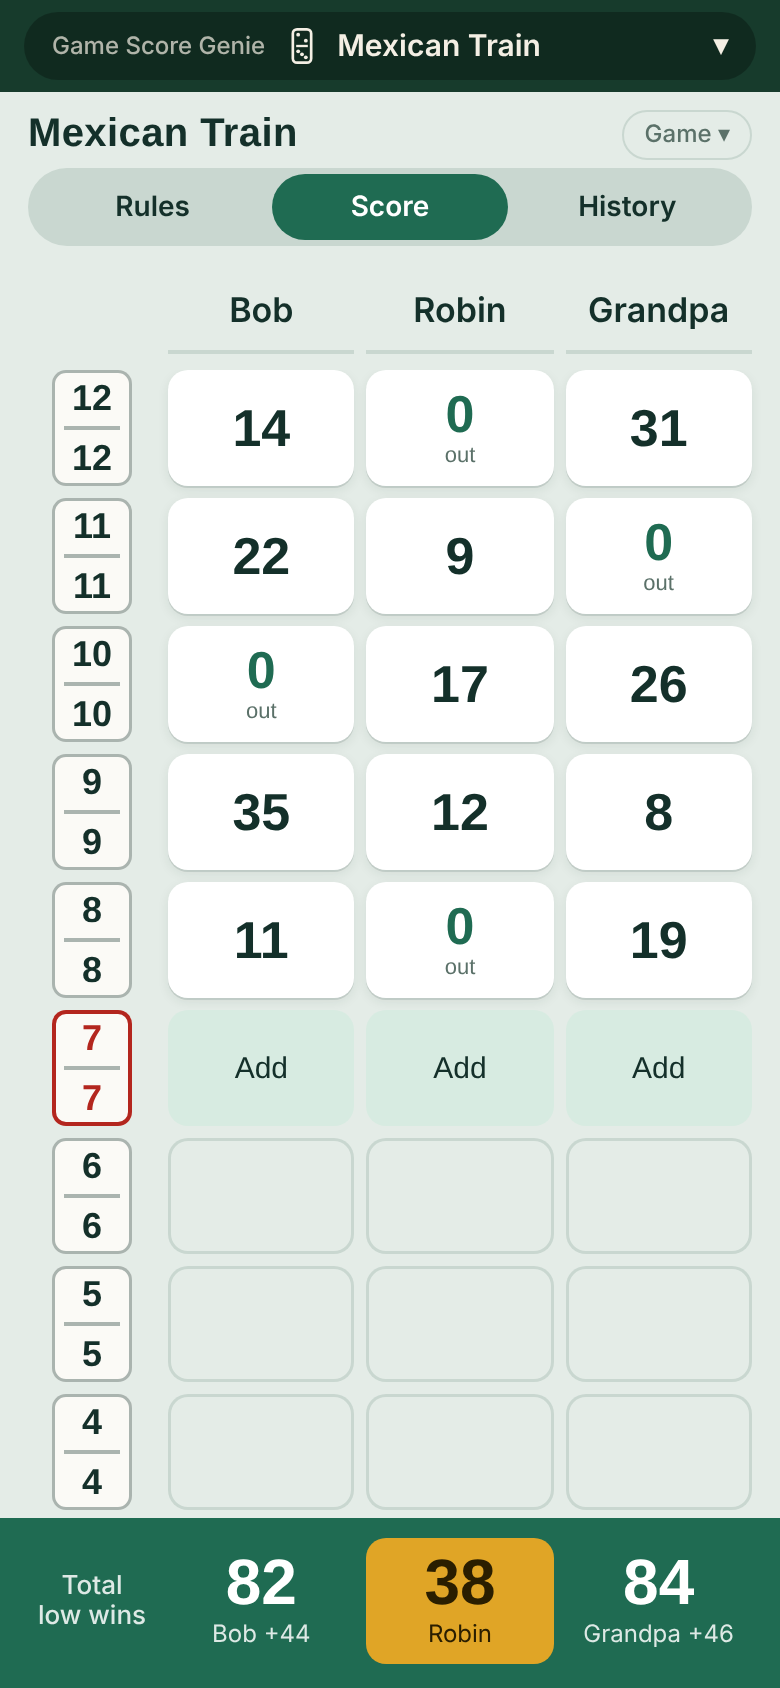 Game Score Genie Mexican Train ▼
Mexican Train Game ▾
Rules Score History
Bob Robin Grandpa
12
12
14
0
out
31
11
11
22
9
0
out
10
10
0
out
17
26
9
9
35
12
8
8
8
11
0
out
19
7
7
Add Add Add
6
6
5
5
4
4
Total
low wins
82
Bob +44
38
Robin
84
Grandpa +46